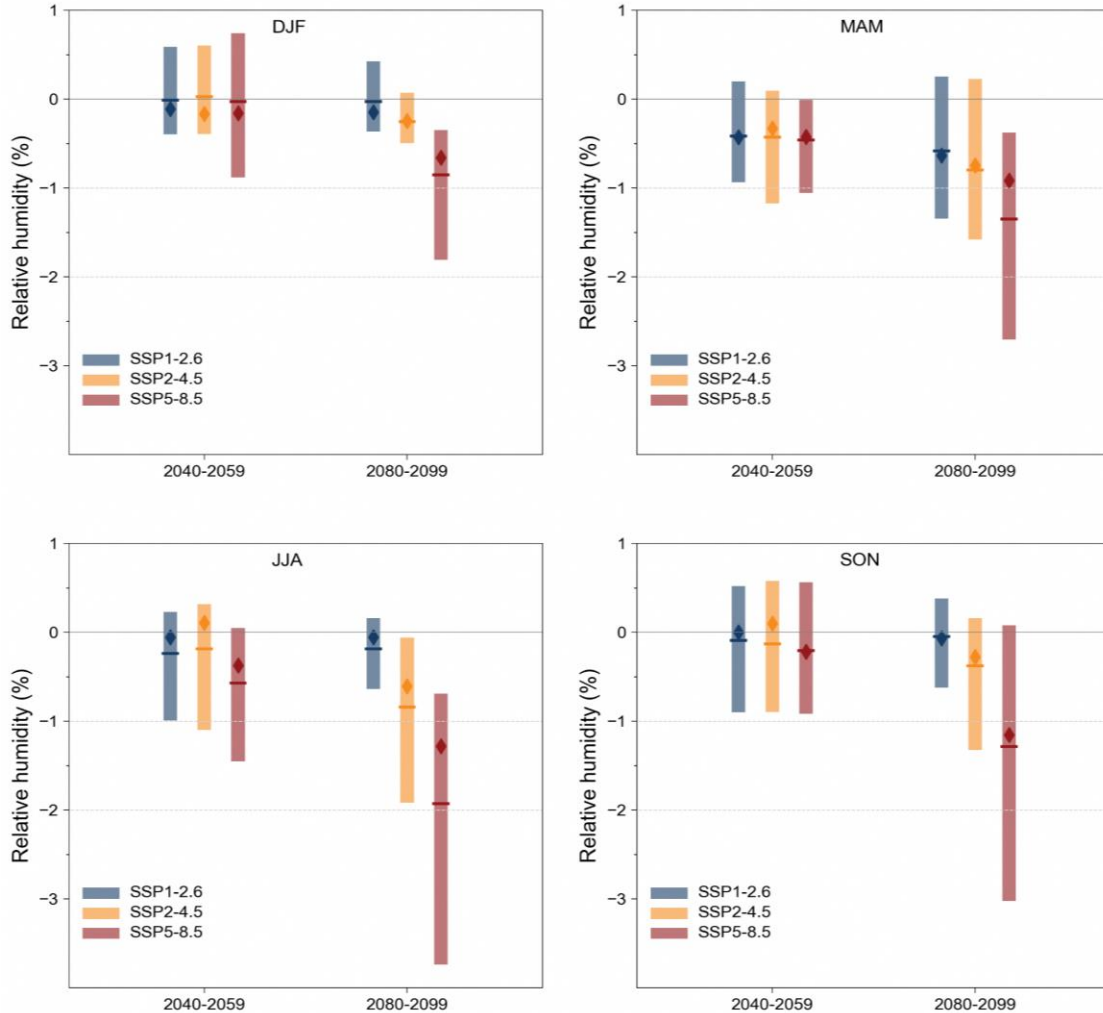 DJF
Relative humidity (%)
1
0
−1
−2
−3
SSP1-2.6
SSP2-4.5
SSP5-8.5
2040-2059
2080-2099
MAM
Relative humidity (%)
1
0
−1
−2
−3
SSP1-2.6
SSP2-4.5
SSP5-8.5
2040-2059
2080-2099
JJA
Relative humidity (%)
1
0
−1
−2
−3
SSP1-2.6
SSP2-4.5
SSP5-8.5
2040-2059
2080-2099
SON
Relative humidity (%)
1
0
−1
−2
−3
SSP1-2.6
SSP2-4.5
SSP5-8.5
2040-2059
2080-2099